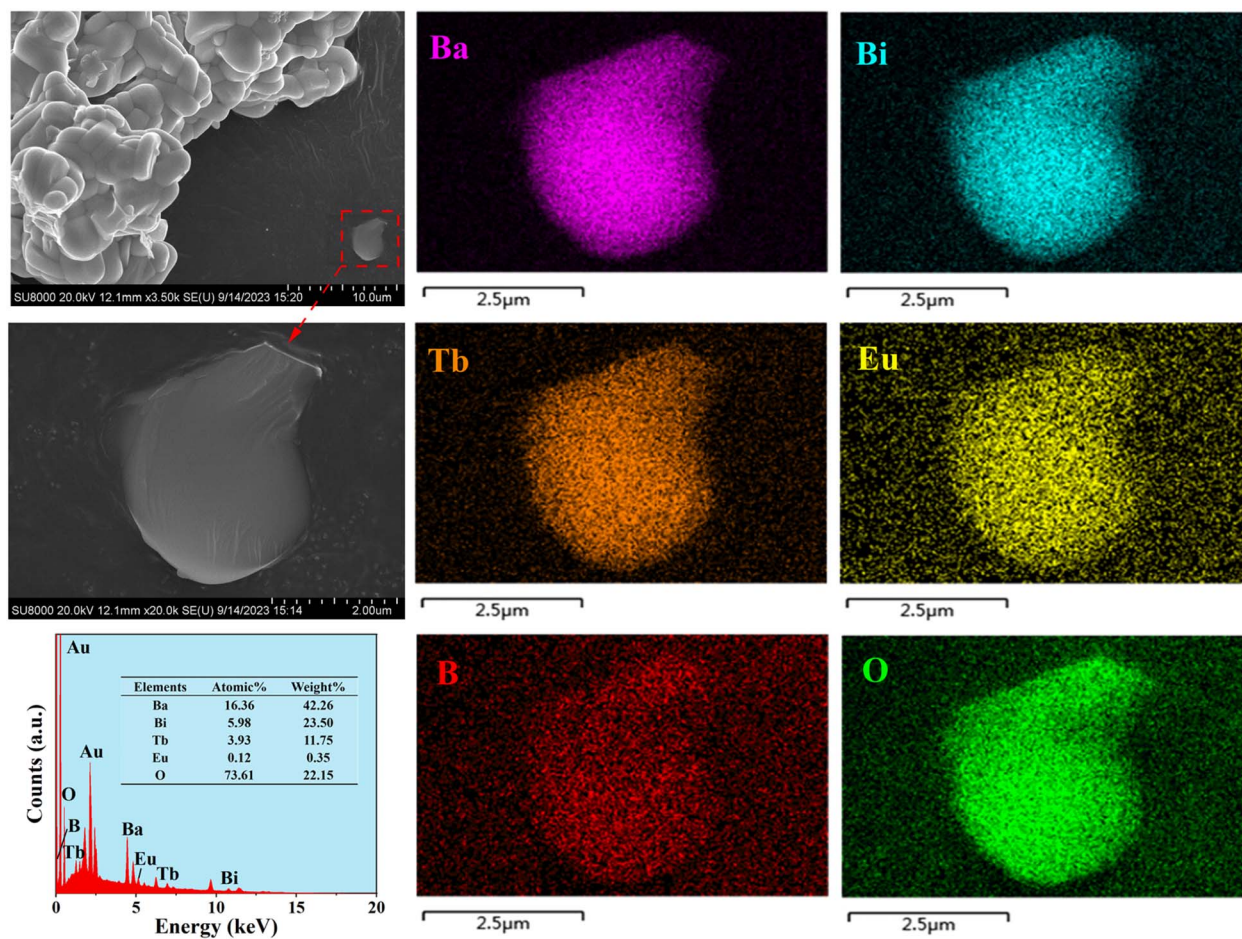 Ba
Bi
SU8000 20.0kV 12.1mm x3.50k SE(U) 9/14/2023 15:20 10.0um
2.5μm
2.5μm
Tb
Eu
SU8000 20.0kV 12.1mm x20.0k SE(U) 9/14/2023 15:14 2.00um
2.5μm
2.5μm
Counts (a.u.)
Au
Au
O
B
Tb
Ba
Eu
Tb
Bi
Elements Atomic% Weight%
Ba 16.36 42.26
Bi 5.98 23.50
Tb 3.93 11.75
Eu 0.12 0.35
O 73.61 22.15
0 5 10 15 20
Energy (keV)
B
O
2.5μm
2.5μm